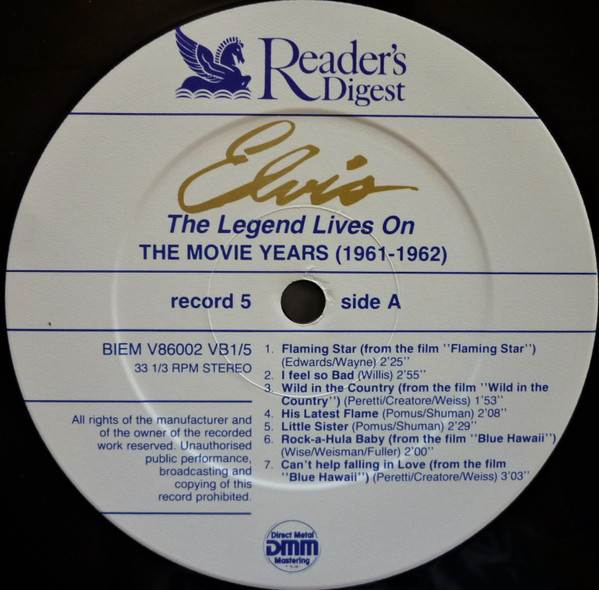 Reader's
Digest
Elvis
The Legend Lives On
THE MOVIE YEARS (1961-1962)
record 5 side A
BIEM V86002 VB1/5
33 1/3 RPM STEREO
All rights of the manufacturer and
of the owner of the recorded
work reserved. Unauthorised
public performance,
broadcasting and
copying of this
record prohibited.
1. Flaming Star (from the film ''Flaming Star'')
(Edwards/Wayne) 2'25''
2. I feel so Bad (Willis) 2'55''
3. Wild in the Country (from the film ''Wild in the
Country'') (Peretti/Creatore/Weiss) 1'53''
4. His Latest Flame (Pomus/Shuman) 2'08''
5. Little Sister (Pomus/Shuman) 2'29''
6. Rock-a-Hula Baby (from the film ''Blue Hawaii'')
(Wise/Weisman/Fuller) 2'00''
7. Can't help falling in Love (from the film
''Blue Hawaii'') (Peretti/Creatore/Weiss) 3'03''
Direct Metal
DMM
Mastering